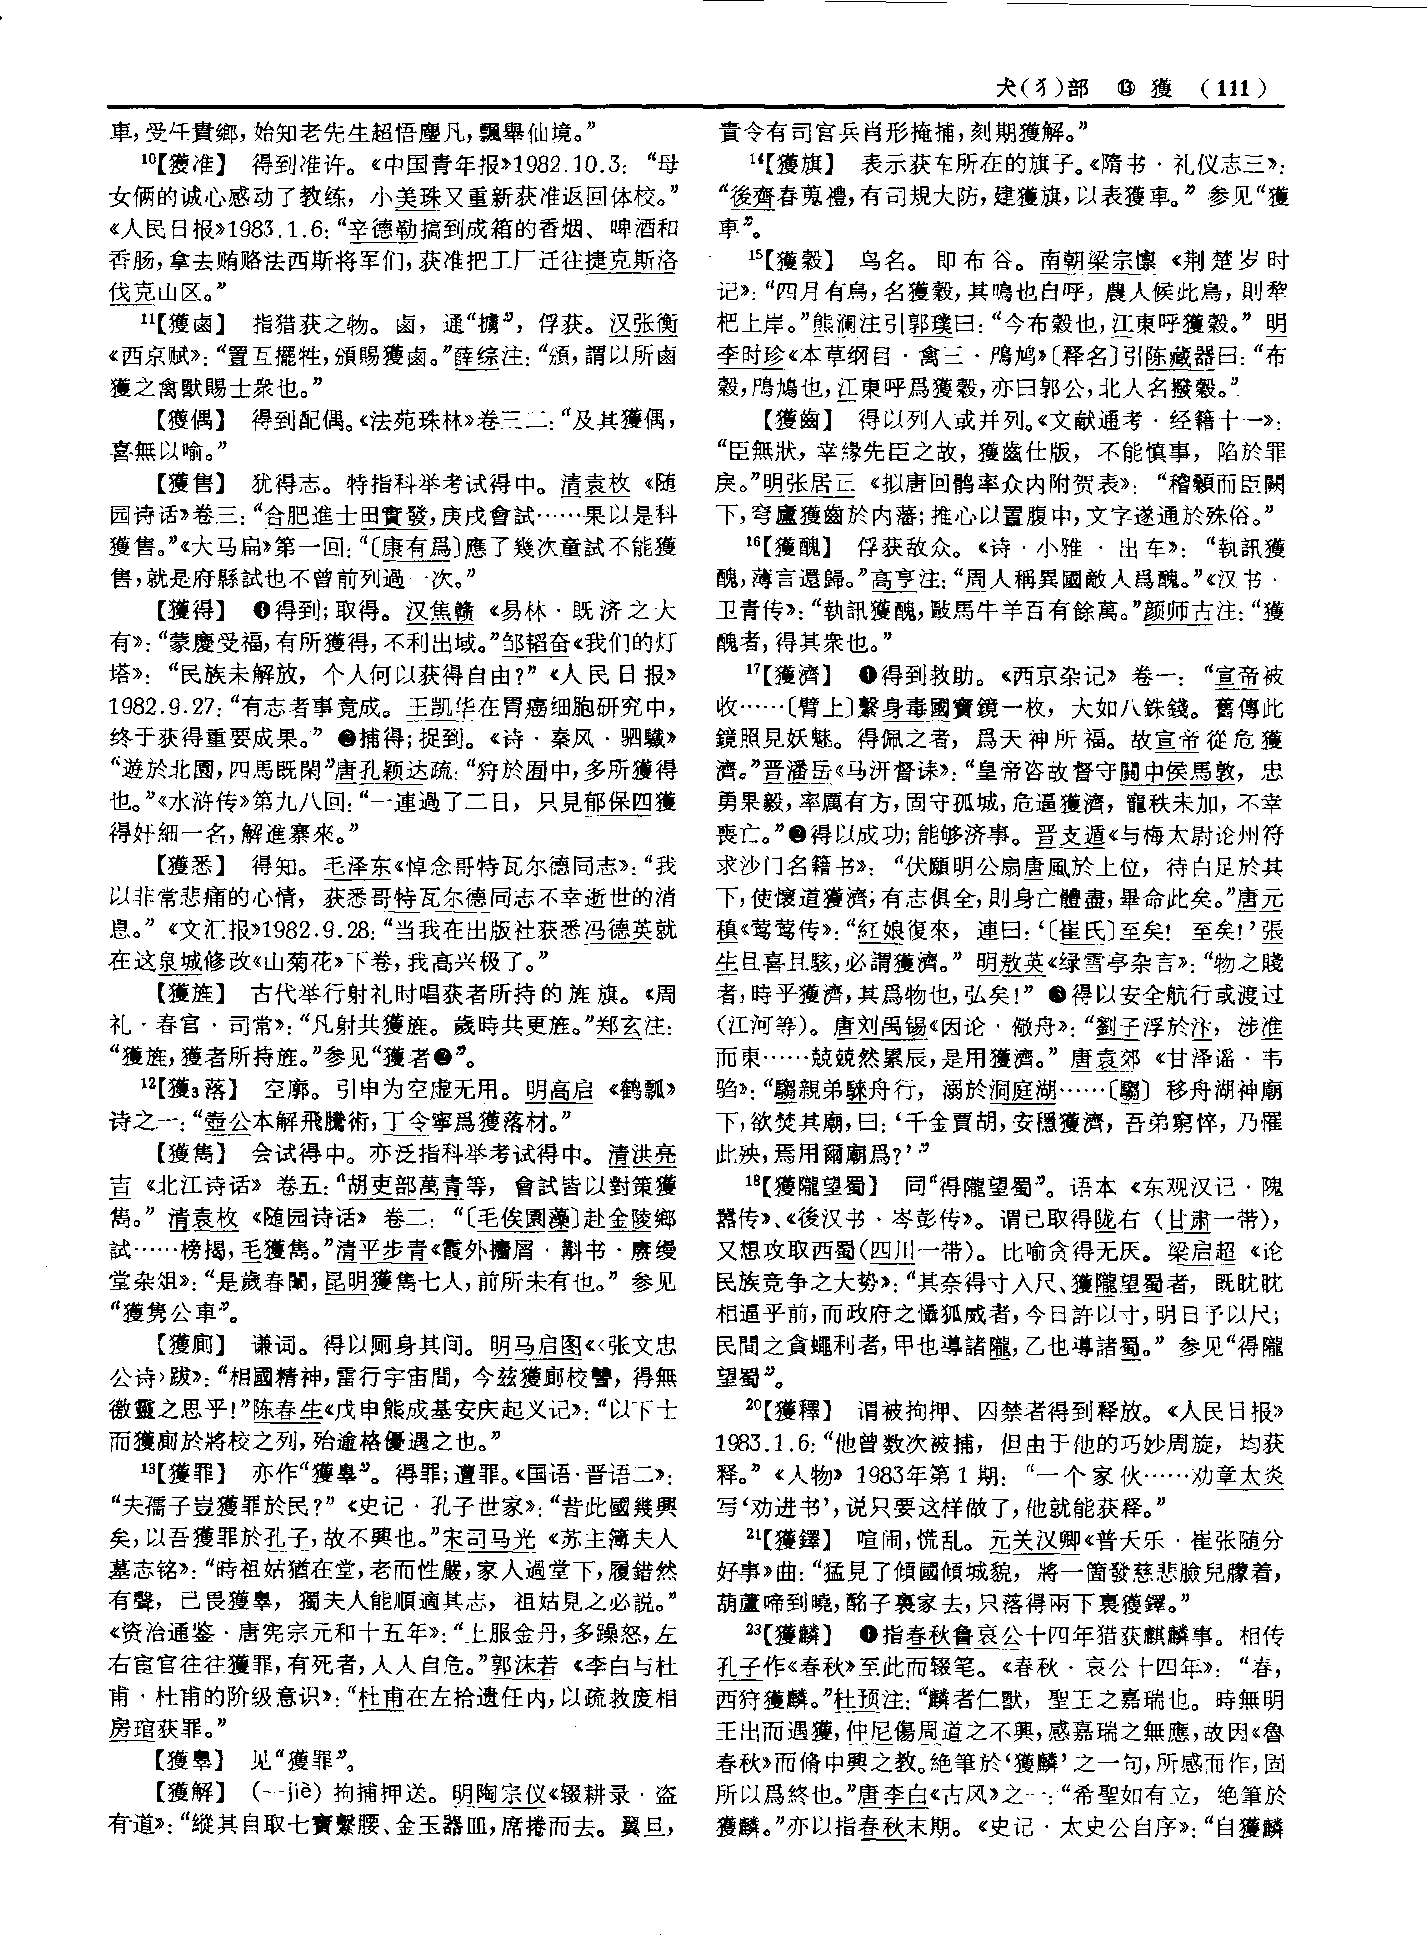 犬(犭)部 ⓭ 獲 (111)
車,受仟貴鄉,始知老先生超悟塵凡,飄舉仙境。”
10【獲准】 得到准许。《中国青年报》1982.10.3:“母
女俩的诚心感动了教练,小美珠又重新获准返回体校。”
《人民日报》1983.1.6:“辛德勒搞到成箱的香烟、啤酒和
香肠,拿去贿赂法西斯将军们,获准把工厂迁往捷克斯洛
伐克山区。”
11【獲鹵】 指猎获之物。卤,通“掳”,俘获。汉张衡
《西京赋》:“置互擺牲,頒賜獲鹵。”薛综注:“頒,謂以所鹵
獲之禽獸賜士衆也。”
【獲偶】 得到配偶。《法苑珠林》卷三二:“及其獲偶,
喜無以喻。”
【獲售】 犹得志。特指科举考试得中。清袁枚《随
园诗话》卷三:“合肥進士田實發,庚戌會試……果以是科
獲售。”《大马扁》第一回:“〔康有爲〕應了幾次童試不能獲
售,就是府縣試也不曾前列過一次。”
【獲得】 ❶得到;取得。汉焦赣《易林·既济之大
有》:“蒙慶受福,有所獲得,不利出域。”邹韬奋《我们的灯
塔》:“民族未解放,个人何以获得自由?”《人民日报》
1982.9.27:“有志者事竟成。王凯华在胃癌细胞研究中,
终于获得重要成果。”❷捕得;捉到。《诗·秦风·驷驖》
“遊於北園,四馬既閑”唐孔颖达疏:“狩於囿中,多所獲得
也。”《水浒传》第九八回:“一連過了二日,只見郁保四獲
得奸細一名,解進寨來。”
【獲悉】 得知。毛泽东《悼念哥特瓦尔德同志》:“我
以非常悲痛的心情,获悉哥特瓦尔德同志不幸逝世的消
息。”《文汇报》1982.9.28:“当我在出版社获悉冯德英就
在这泉城修改《山菊花》下卷,我高兴极了。”
【獲旌】 古代举行射礼时唱获者所持的旌旗。《周
礼·春官·司常》:“凡射共獲旌。歲時共更旌。”郑玄注:
“獲旌,獲者所持旌。”参见“獲者❷”。
12【獲3落】 空廓。引申为空虚无用。明高启《鹤瓢》
诗之一:“壺公本解飛騰術,丁令寧爲獲落材。”
【獲雋】 会试得中。亦泛指科举考试得中。清洪亮
吉《北江诗话》卷五:“胡吏部萬青等,會試皆以對策獲
雋。”清袁枚《随园诗话》卷二:“〔毛俟園藻〕赴金陵鄉
試……榜揭,毛獲雋。”清平步青《霞外攟屑·斠书·赓缦
堂杂俎》:“是歲春闈,昆明獲雋七人,前所未有也。”参见
“獲隽公車”。
【獲廁】 谦词。得以厕身其间。明马启图《〈张文忠
公诗〉跋》:“相國精神,雷行宇宙間,今兹獲廁校讐,得無
徼靈之思乎!”陈春生《戊申熊成基安庆起义记》:“以下士
而獲廁於將校之列,殆逾格優遇之也。”
13【獲罪】 亦作“獲辠”。得罪;遭罪。《国语·晋语二》:
“夫孺子豈獲罪於民?”《史记·孔子世家》:“昔此國幾興
矣,以吾獲罪於孔子,故不興也。”宋司马光《苏主簿夫人
墓志铭》:“時祖姑猶在堂,老而性嚴,家人過堂下,履錯然
有聲,已畏獲辠,獨夫人能順適其志,祖姑見之必説。”
《资治通鉴·唐宪宗元和十五年》:“上服金丹,多躁怒,左
右宦官往往獲罪,有死者,人人自危。”郭沫若《李白与杜
甫·杜甫的阶级意识》:“杜甫在左拾遗任内,以疏救废相
房琯获罪。”
【獲辠】 见“獲罪”。
【獲解】 (--jiè)拘捕押送。明陶宗仪《辍耕录·盗
有道》:“縱其自取七寶繫腰、金玉器皿,席捲而去。翼旦,
責令有司官兵肖形掩捕,刻期獲解。”
14【獲旗】 表示获车所在的旗子。《隋书·礼仪志三》:
“後齊春蒐禮,有司規大防,建獲旗,以表獲車。”参见“獲
車”。
15【獲穀】 鸟名。即布谷。南朝梁宗懔《荆楚岁时
记》:“四月有鳥,名獲穀,其鳴也自呼,農人候此鳥,則犂
杷上岸。”熊澜注引郭璞曰:“今布穀也,江東呼獲穀。”明
李时珍《本草纲目·禽三·鳲鸠》〔释名〕引陈藏器曰:“布
穀,鳲鳩也,江東呼爲獲穀,亦曰郭公,北人名撥穀。”
【獲齒】 得以列入或并列。《文献通考·经籍十一》:
“臣無狀,幸缘先臣之故,獲齒仕版,不能慎事,陷於罪
戾。”明张居正《拟唐回鹘率众内附贺表》:“稽顙而臣闕
下,穹廬獲齒於内藩;推心以置腹中,文字遂通於殊俗。”
16【獲醜】 俘获敌众。《诗·小雅·出车》:“執訊獲
醜,薄言還歸。”高亨注:“周人稱異國敵人爲醜。”《汉书·
卫青传》:“執訊獲醜,敺馬牛羊百有餘萬。”颜师古注:“獲
醜者,得其衆也。”
17【獲濟】 ❶得到救助。《西京杂记》卷一:“宣帝被
收……〔臂上〕繫身毒國寶鏡一枚,大如八銖錢。舊傳此
鏡照見妖魅。得佩之者,爲天神所福。故宣帝從危獲
濟。”晋潘岳《马汧督诔》:“皇帝咨故督守關中侯馬敦,忠
勇果毅,率厲有方,固守孤城,危逼獲濟,寵秩未加,不幸
喪亡。”❷得以成功;能够济事。晋支遁《与梅太尉论州符
求沙门名籍书》:“伏願明公扇唐風於上位,待白足於其
下,使懷道獲濟;有志俱全,則身亡體盡,畢命此矣。”唐元
稹《莺莺传》:“紅娘復來,連曰:‘〔崔氏〕至矣!至矣!’張
生且喜且駭,必謂獲濟。”明敖英《绿雪亭杂言》:“物之賤
者,時乎獲濟,其爲物也,弘矣!”❸得以安全航行或渡过
(江河等)。唐刘禹锡《因论·儆舟》:“劉子浮於汴,涉淮
而東……兢兢然累辰,是用獲濟。”唐袁郊《甘泽谣·韦
驺》:“騶親弟騋舟行,溺於洞庭湖……〔騶〕移舟湖神廟
下,欲焚其廟,曰:‘千金賈胡,安穩獲濟,吾弟窮悴,乃罹
此殃,焉用爾廟爲?’”
18【獲隴望蜀】 同“得隴望蜀”。语本《东观汉记·隗
嚣传》、《後汉书·岑彭传》。谓已取得陇右(甘肃一带),
又想攻取西蜀(四川一带)。比喻贪得无厌。梁启超《论
民族竞争之大势》:“其奈得寸入尺、獲隴望蜀者,既眈眈
相逼乎前,而政府之懾狐威者,今日許以寸,明日予以尺;
民間之貪蠅利者,甲也導諸隴,乙也導諸蜀。”参见“得隴
望蜀”。
20【獲釋】 谓被拘押、囚禁者得到释放。《人民日报》
1983.1.6:“他曾数次被捕,但由于他的巧妙周旋,均获
释。”《人物》1983年第1期:“一个家伙……劝章太炎
写‘劝进书’,说只要这样做了,他就能获释。”
21【獲鐸】 喧闹,慌乱。元关汉卿《普天乐·崔张随分
好事》曲:“猛見了傾國傾城貌,將一箇發慈悲臉兒朦着,
葫蘆啼到曉,酩子裏家去,只落得兩下裏獲鐸。”
23【獲麟】 ❶指春秋鲁哀公十四年猎获麒麟事。相传
孔子作《春秋》至此而辍笔。《春秋·哀公十四年》:“春,
西狩獲麟。”杜预注:“麟者仁獸,聖王之嘉瑞也。時無明
王出而遇獲,仲尼傷周道之不興,感嘉瑞之無應,故因《魯
春秋》而脩中興之教。絶筆於‘獲麟’之一句,所感而作,固
所以爲終也。”唐李白《古风》之一:“希聖如有立,绝筆於
獲麟。”亦以指春秋末期。《史记·太史公自序》:“自獲麟